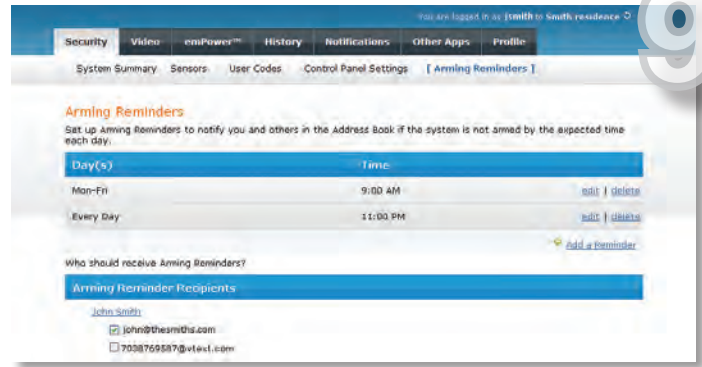 You are logged in as jsmith to Smith residence
9
Security Video emPower™ History Notifications Other Apps Profile
System Summary Sensors User Codes Control Panel Settings [ Arming Reminders ]
Arming Reminders
Set up Arming Reminders to notify you and others in the Address Book if the system is not armed by the expected time
each day.
Day(s) Time
Mon-Fri 9:00 AM edit | delete
Every Day 11:00 PM edit | delete
Add a Reminder
Who should receive Arming Reminders?
Arming Reminder Recipients
John Smith
john@thesmiths.com
7038769587@vtext.com